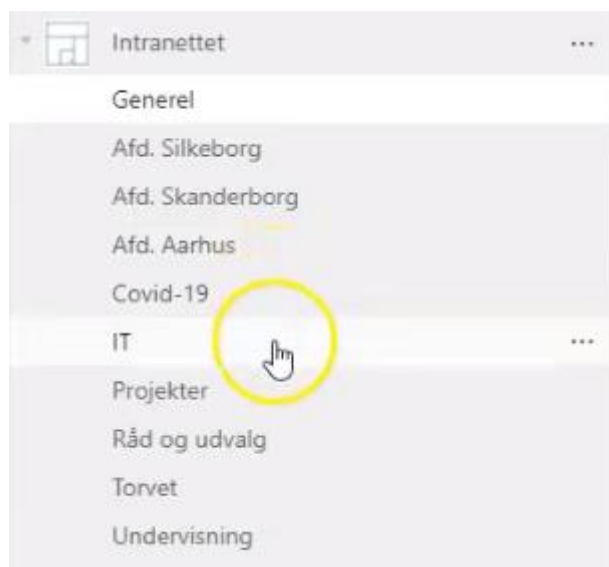 Intranettet ...
Generel
Afd. Silkeborg
Afd. Skanderborg
Afd. Aarhus
Covid-19
IT ...
Projekter
Råd og udvalg
Torvet
Undervisning